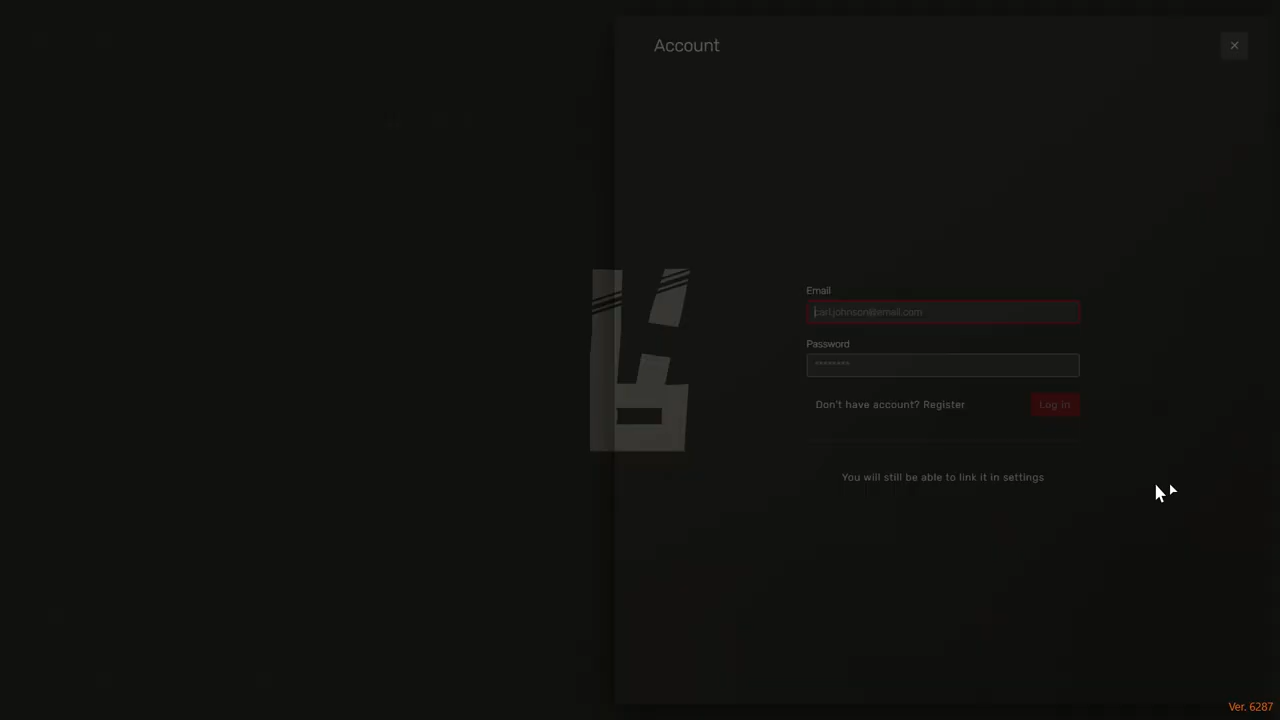 Account
Email
carl.johnson@email.com
Password
********
Don't have account? Register
Log in
You will still be able to link it in settings
Ver. 6287